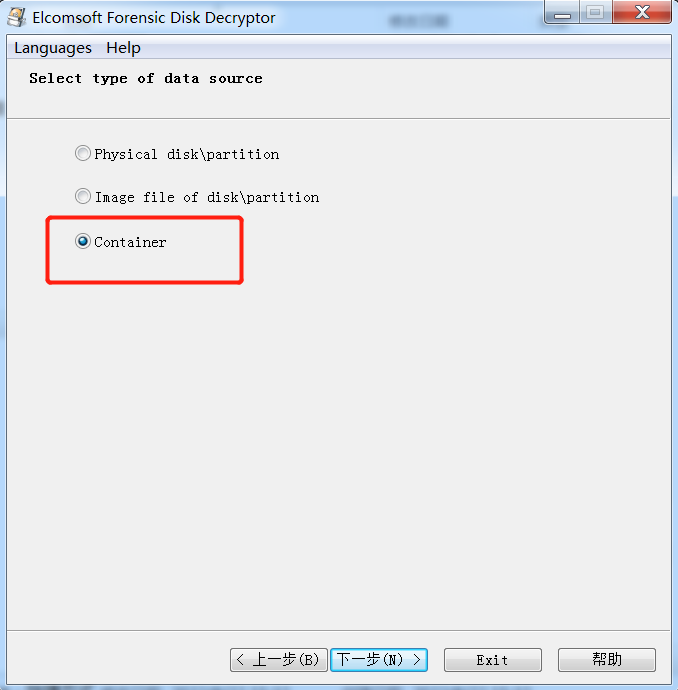 Elcomsoft Forensic Disk Decryptor
Languages Help
Select type of data source
Physical disk\partition
Image file of disk\partition
Container
< 上一步(B) 下一步(N) > Exit 帮助